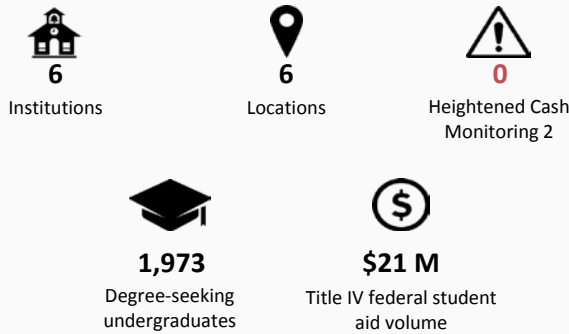 6
Institutions
6
Locations
0
Heightened Cash
Monitoring 2
1,973
Degree-seeking
undergraduates
$21 M
Title IV federal student
aid volume